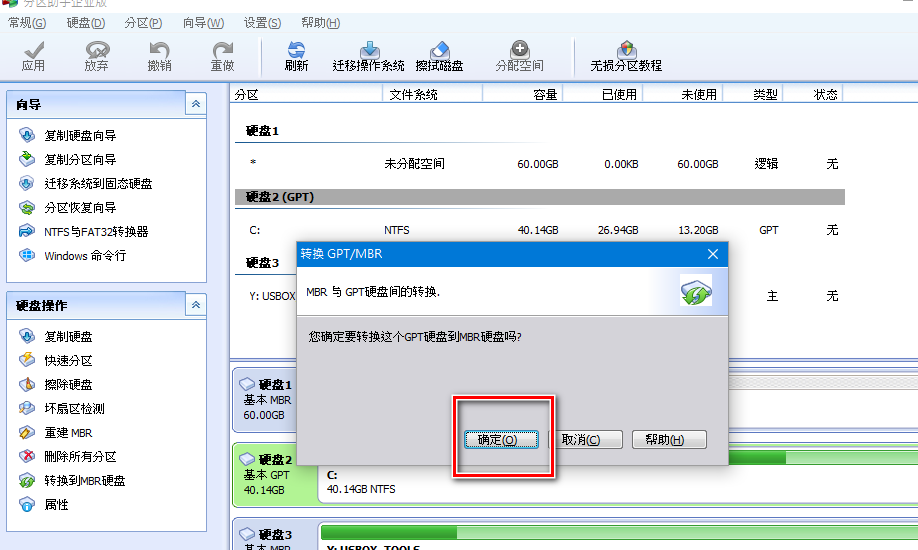 分区助手企业版
常规(G) 硬盘(D) 分区(P) 向导(W) 设置(S) 帮助(H)
应用 放弃 撤销 重做 刷新 迁移操作系统 擦拭磁盘 分配空间 无损分区教程
向导
复制硬盘向导
复制分区向导
迁移系统到固态硬盘
分区恢复向导
NTFS与FAT32转换器
Windows 命令行
硬盘操作
复制硬盘
快速分区
擦除硬盘
坏扇区检测
重建 MBR
删除所有分区
转换到MBR硬盘
属性
分区 文件系统 容量 已使用 未使用 类型 状态
硬盘1
* 未分配空间 60.00GB 0.00KB 60.00GB 逻辑 无
硬盘2 (GPT)
C: NTFS 40.14GB 26.94GB 13.20GB GPT 无
硬盘3
Y: USBOX 主 无
转换 GPT/MBR
MBR 与 GPT硬盘间的转换.
您确定要转换这个GPT硬盘到MBR硬盘吗?
确定(O) 取消(C) 帮助(H)
硬盘1
基本 MBR
60.00GB
硬盘2
基本 GPT
40.14GB
C:
40.14GB NTFS
硬盘3
基本 MBR
Y: USBOX_TOOLS